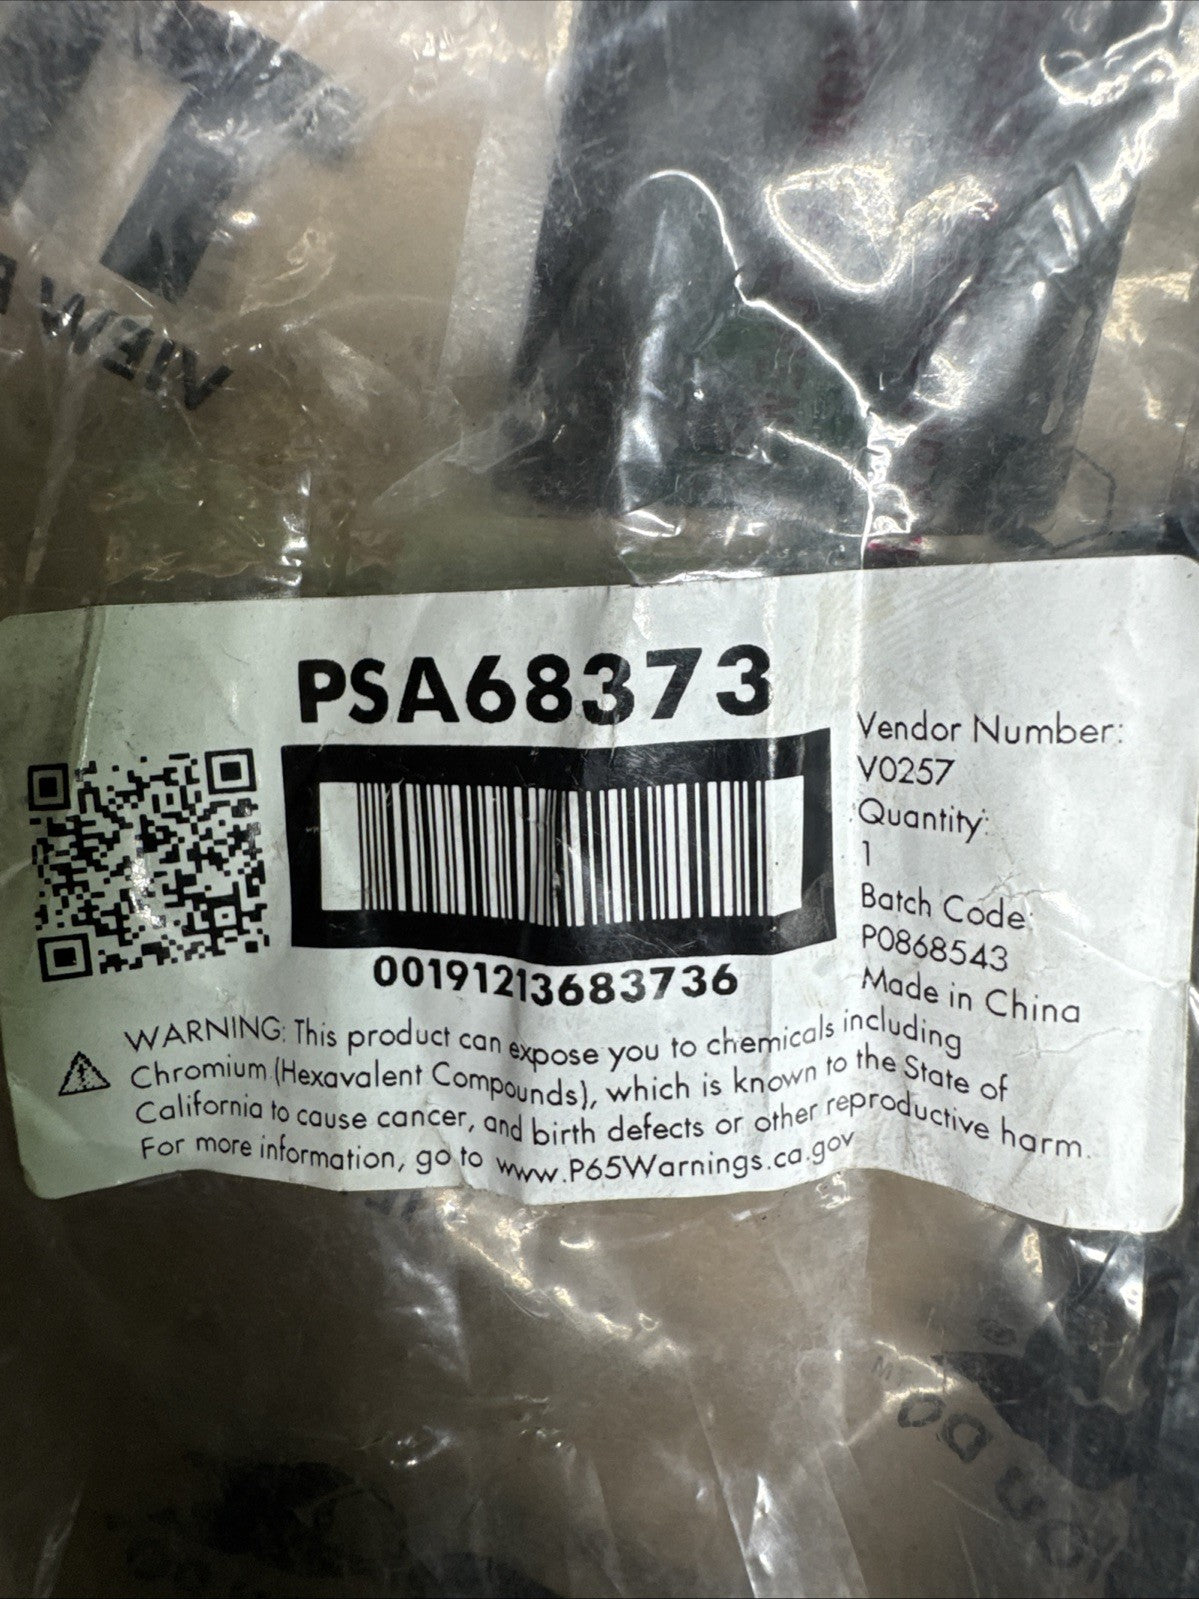 VIEW
PSA68373
00191213683736
Vendor Number:
V0257
Quantity:
1
Batch Code:
P0868543
Made in China
WARNING: This product can expose you to chemicals including
Chromium (Hexavalent Compounds), which is known to the State of
California to cause cancer, and birth defects or other reproductive harm.
For more information, go to www.P65Warnings.ca.gov